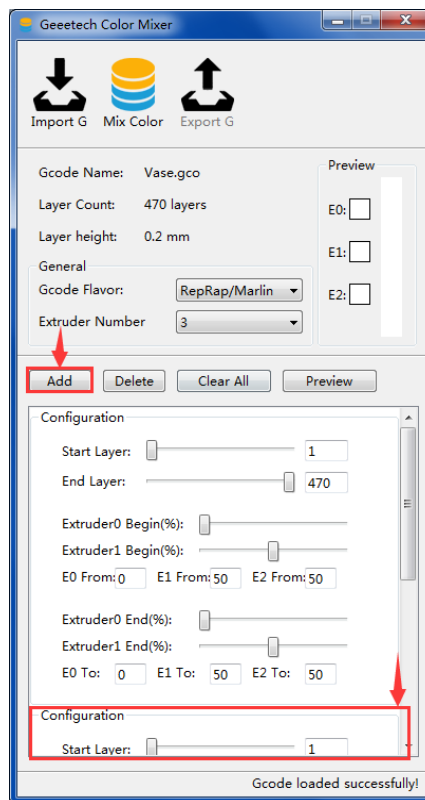 Geeetech Color Mixer
Import G Mix Color Export G
Gcode Name: Vase.gco
Layer Count: 470 layers
Layer height: 0.2 mm
General
Gcode Flavor: RepRap/Marlin
Extruder Number 3
Preview
E0:
E1:
E2:
Add Delete Clear All Preview
Configuration
Start Layer: 1
End Layer: 470
Extruder0 Begin(%):
Extruder1 Begin(%):
E0 From: 0 E1 From: 50 E2 From: 50
Extruder0 End(%):
Extruder1 End(%):
E0 To: 0 E1 To: 50 E2 To: 50
Configuration
Start Layer: 1
Gcode loaded successfully!